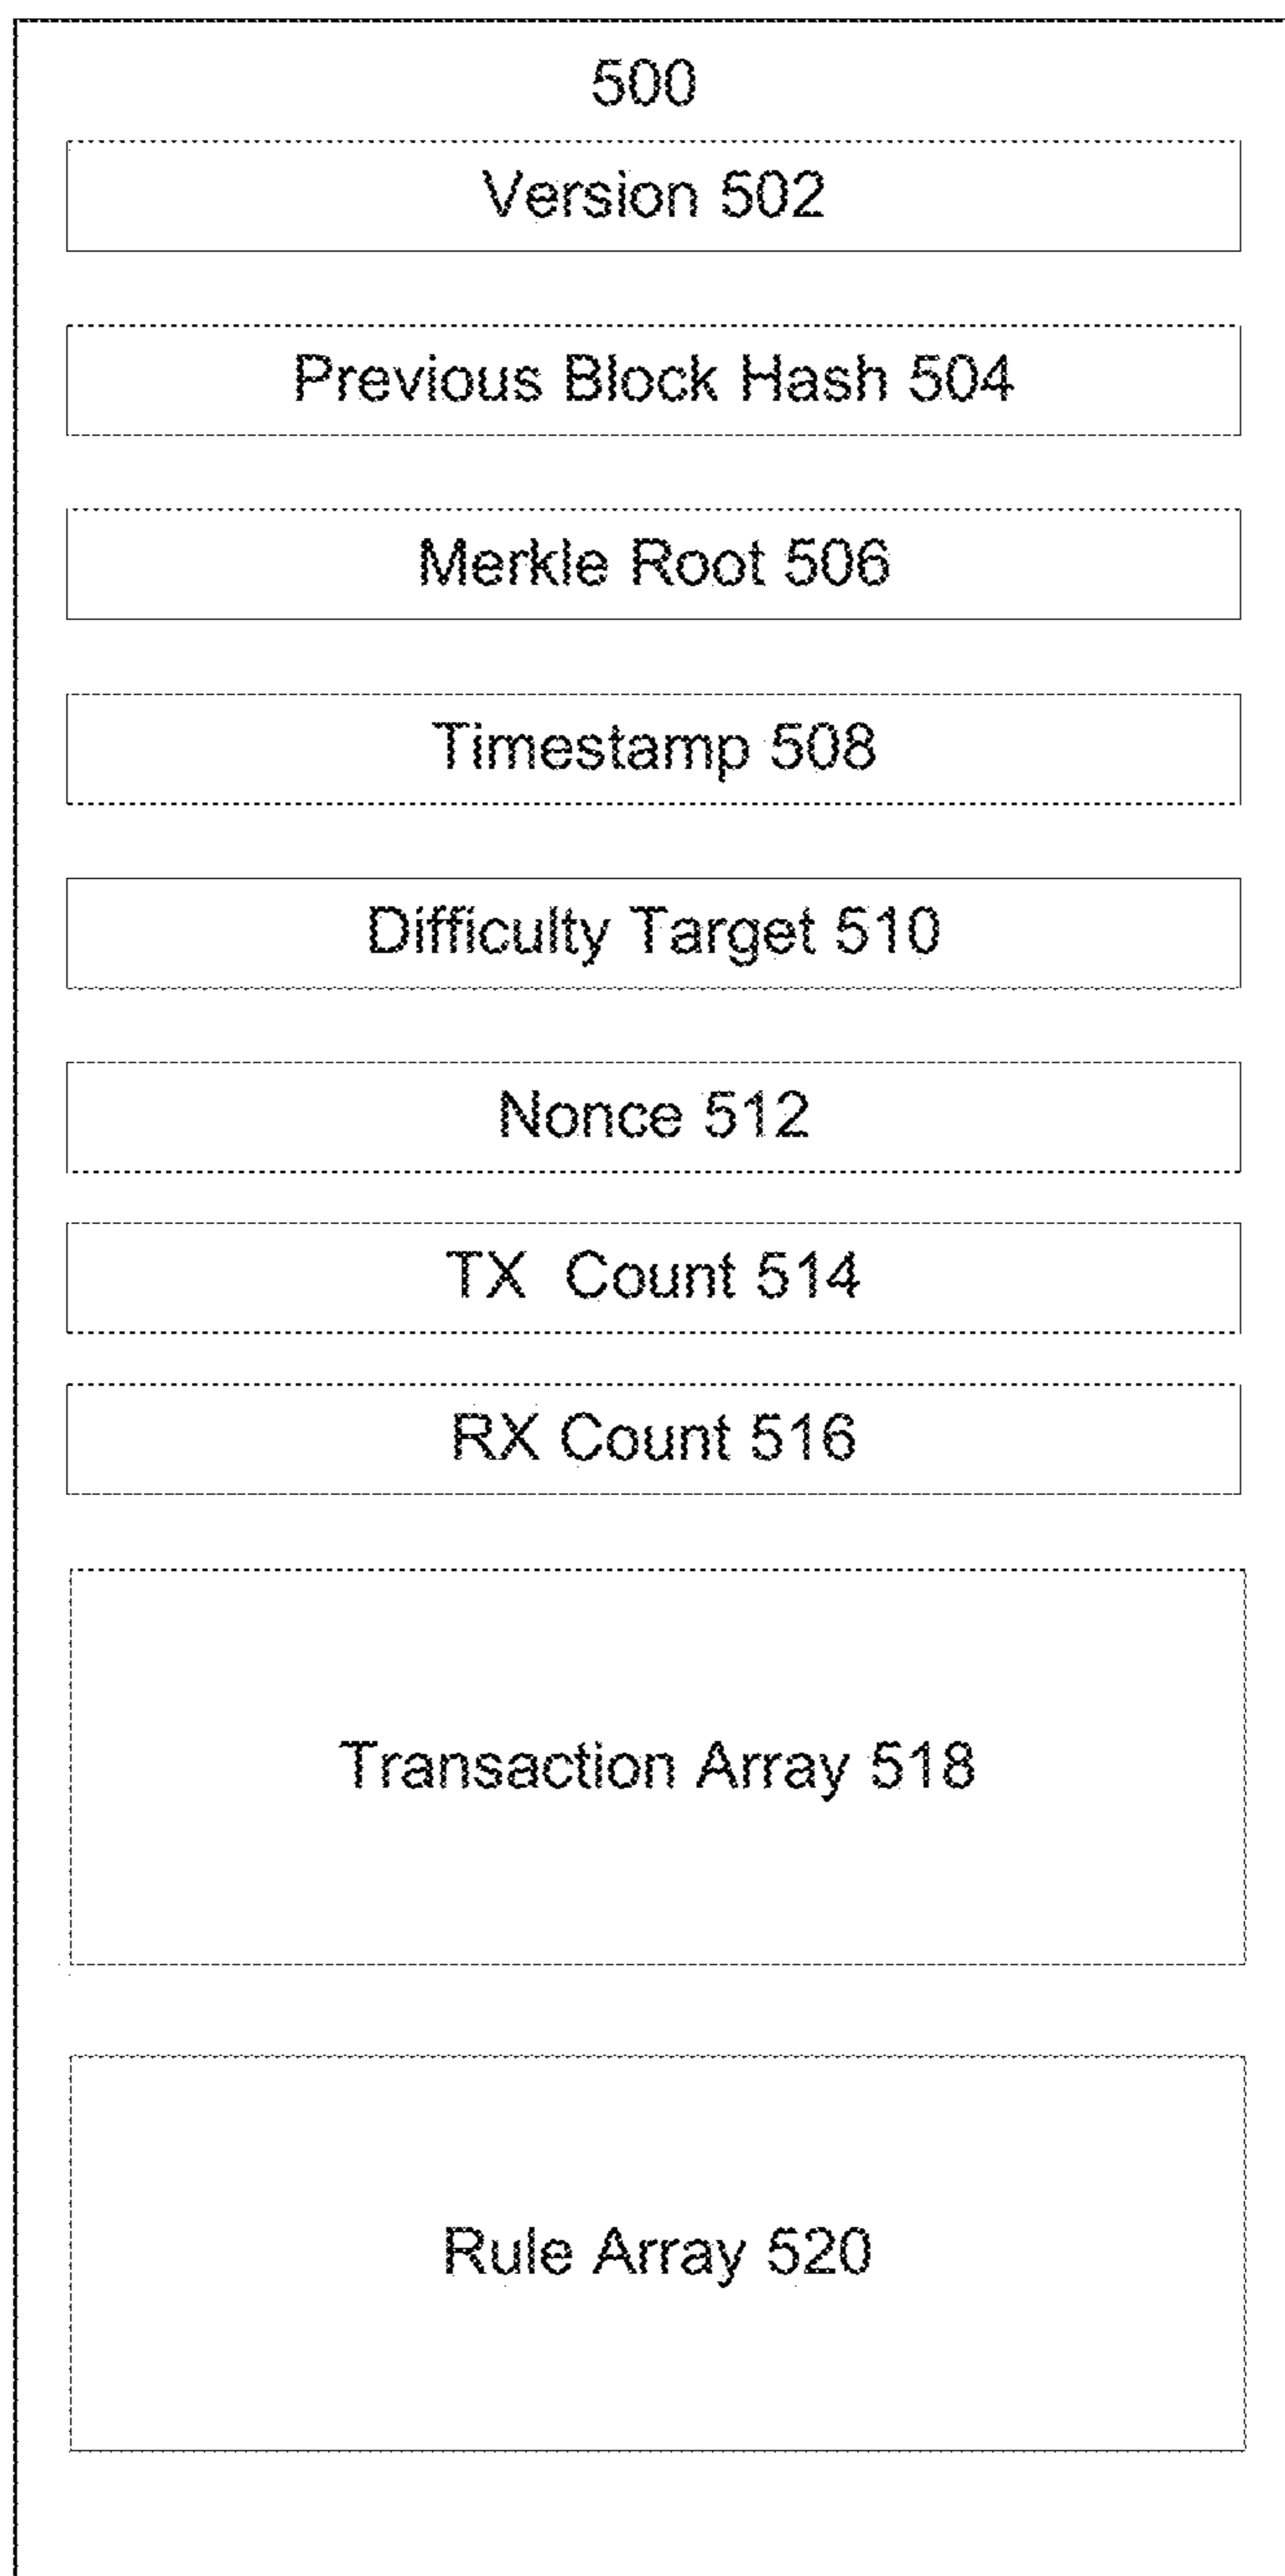 500
Version 502
Previous Block Hash 504
Merkle Root 506
Timestamp 508
Difficulty Target 510
Nonce 512
TX Count 514
RX Count 516
Transaction Array 518
Rule Array 520